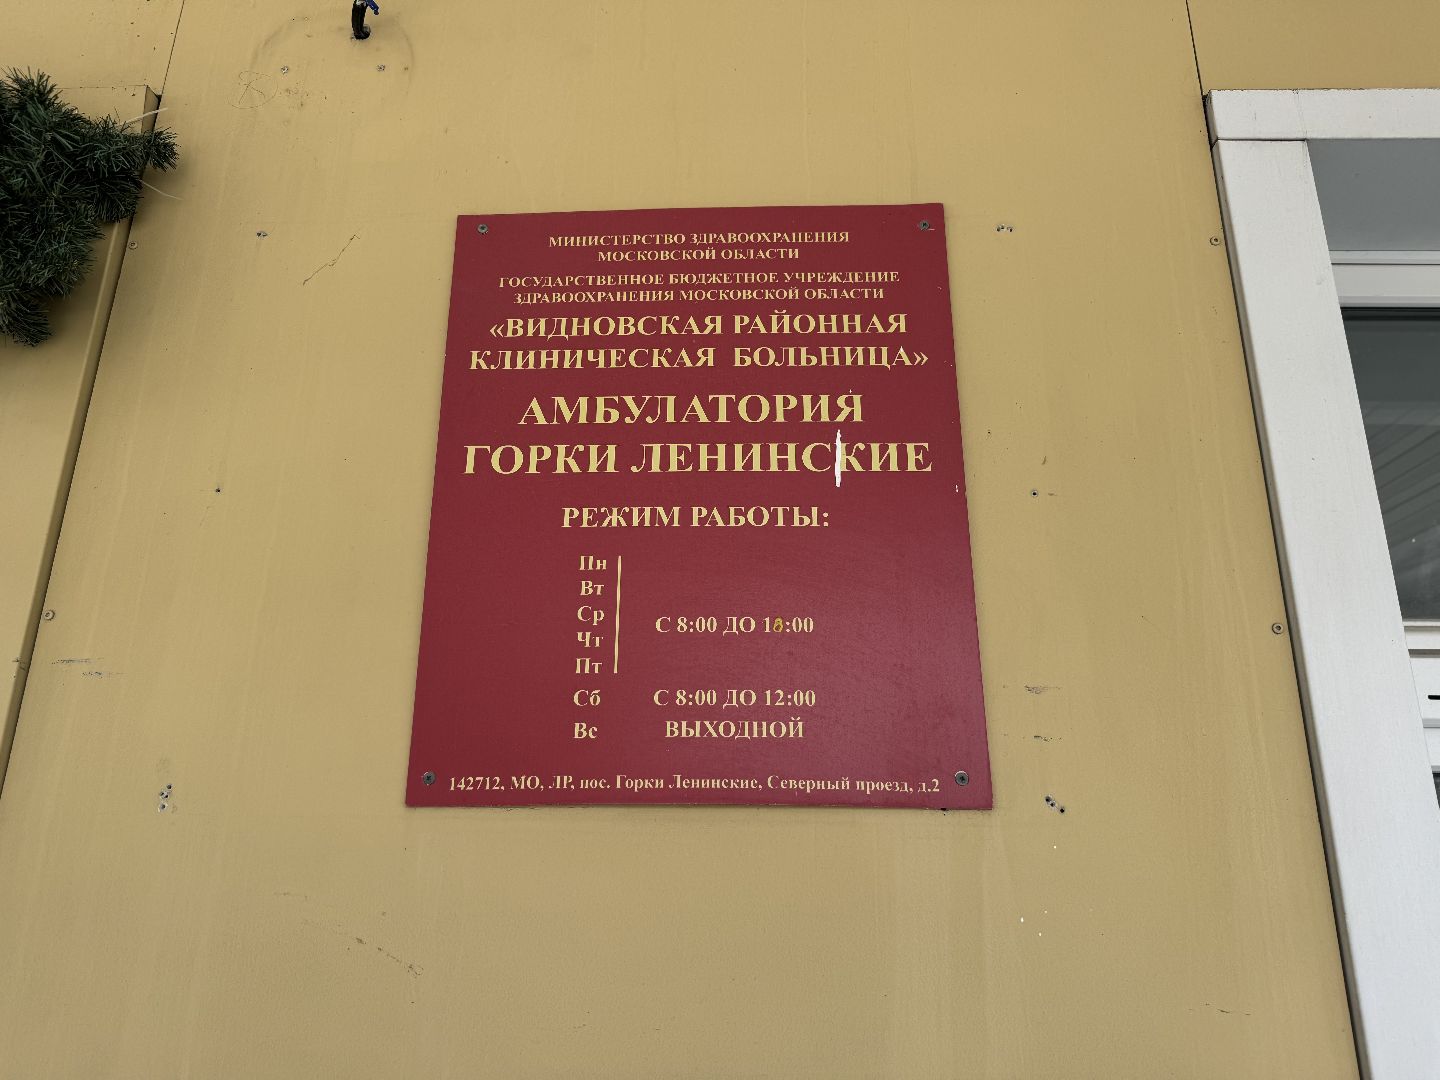 МИНИСТЕРСТВО ЗДРАВООХРАНЕНИЯ
МОСКОВСКОЙ ОБЛАСТИ
ГОСУДАРСТВЕННОЕ БЮДЖЕТНОЕ УЧРЕЖДЕНИЕ
ЗДРАВООХРАНЕНИЯ МОСКОВСКОЙ ОБЛАСТИ
«ВИДНОВСКАЯ РАЙОННАЯ
КЛИНИЧЕСКАЯ БОЛЬНИЦА»
АМБУЛАТОРИЯ
ГОРКИ ЛЕНИНСКИЕ
РЕЖИМ РАБОТЫ:
Пн
Вт
Ср С 8:00 ДО 18:00
Чт
Пт
Сб С 8:00 ДО 12:00
Вс ВЫХОДНОЙ
142712, МО, ЛР, пос. Горки Ленинские, Северный проезд, д.2